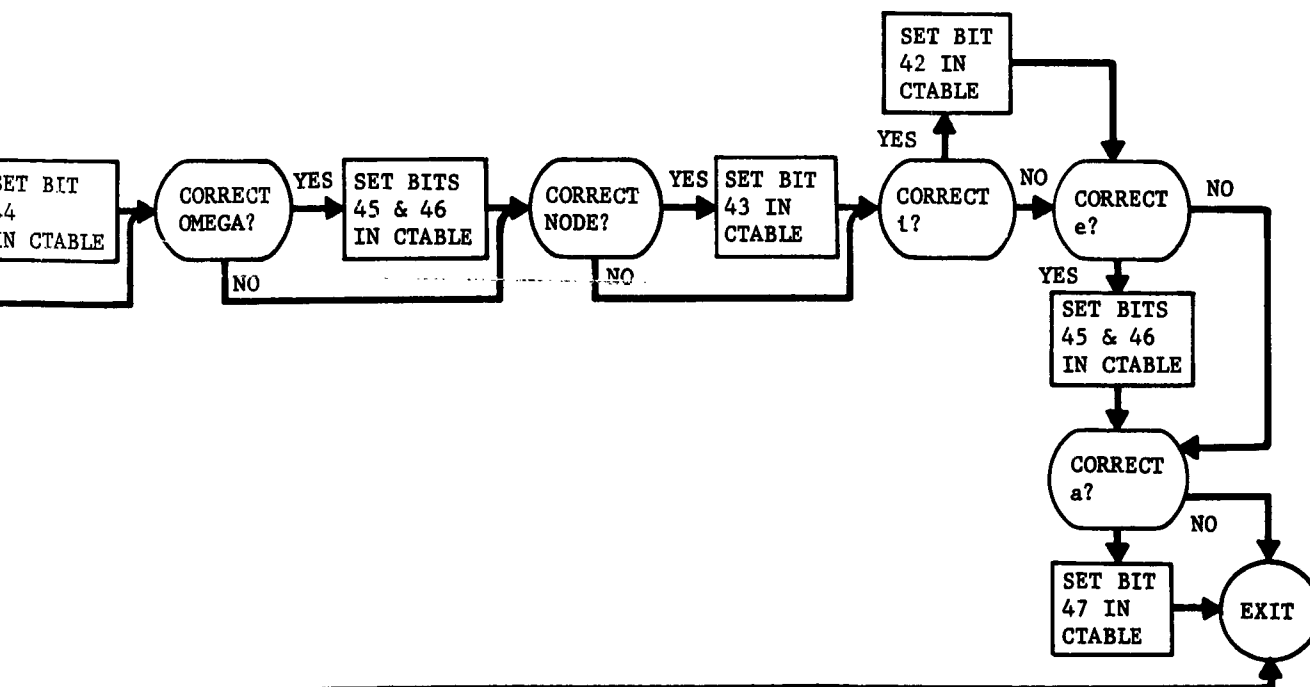 SET BIT
42 IN
CTABLE
YES
SET BIT
IN CTABLE
CORRECT
OMEGA?
YES
NO
SET BITS
45 & 46
IN CTABLE
CORRECT
NODE?
YES
NO
SET BIT
43 IN
CTABLE
CORRECT
i?
NO
CORRECT
e?
NO
YES
SET BITS
45 & 46
IN CTABLE
CORRECT
a?
NO
SET BIT
47 IN
CTABLE
EXIT